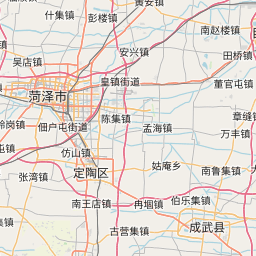 什集镇
彭楼镇
南赵楼镇
吴店镇
安兴镇
田桥镇
皇镇街道
董官屯镇
菏泽市
陈集镇
章缝镇
佃户屯街道
孟海镇
万丰镇
仿山镇
姑庵乡
张湾镇
定陶区
南鲁集镇
南王店镇
冉堌镇
伯乐集镇
古营集镇
成武县